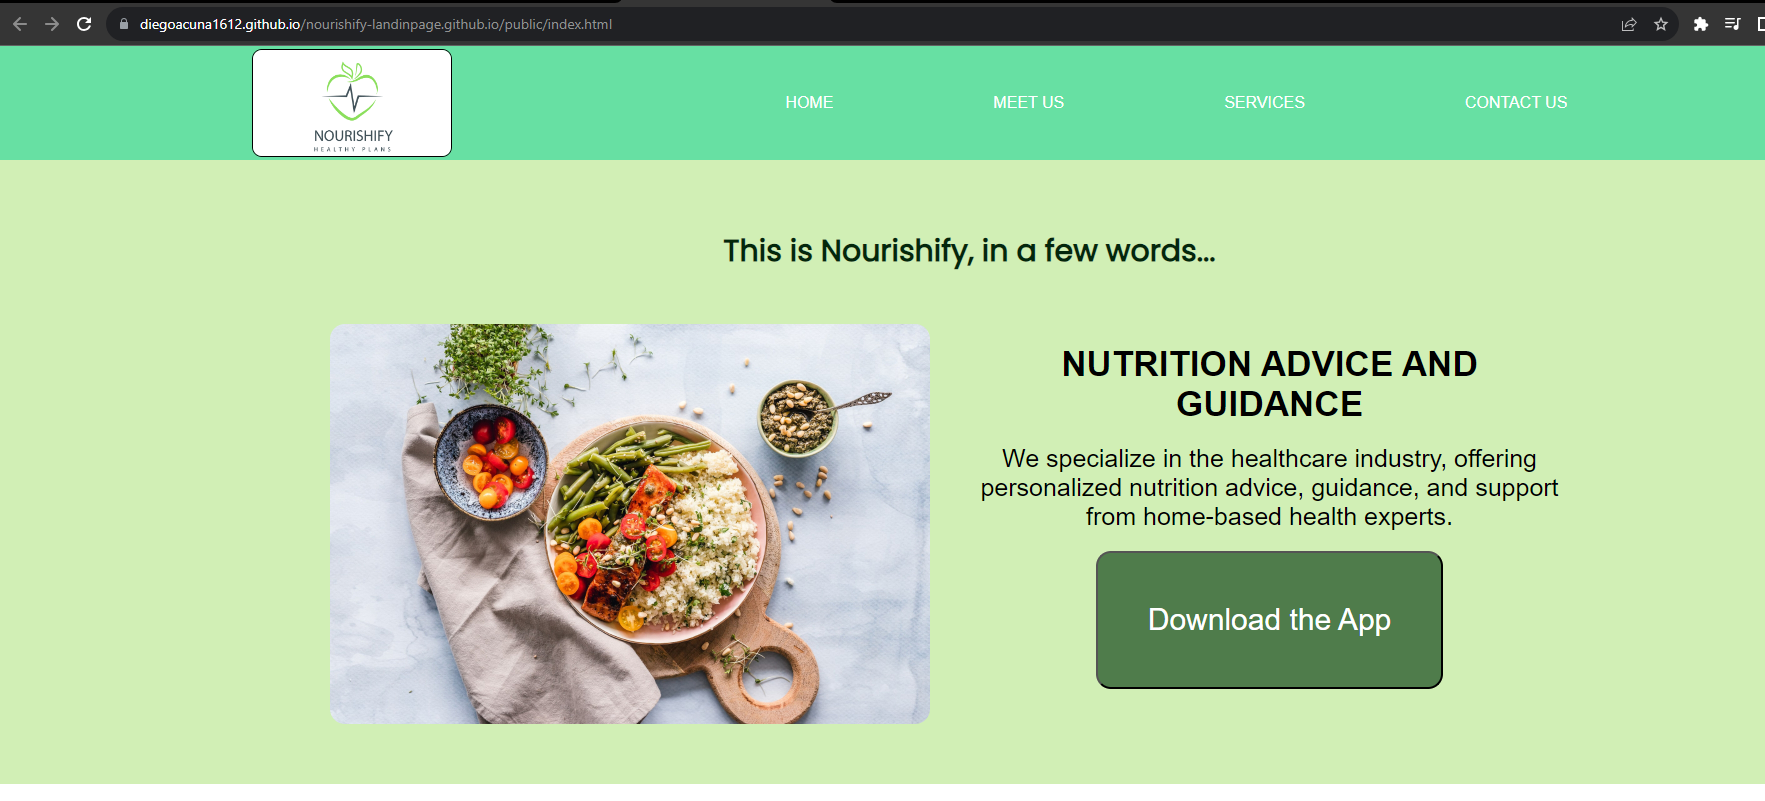 diegoacuna1612.github.io/nourishify-landinpage.github.io/public/index.html
NOURISHIFY
HEALTHY PLANS
HOME MEET US SERVICES CONTACT US
This is Nourishify, in a few words...
NUTRITION ADVICE AND
GUIDANCE
We specialize in the healthcare industry, offering
personalized nutrition advice, guidance, and support
from home-based health experts.
Download the App